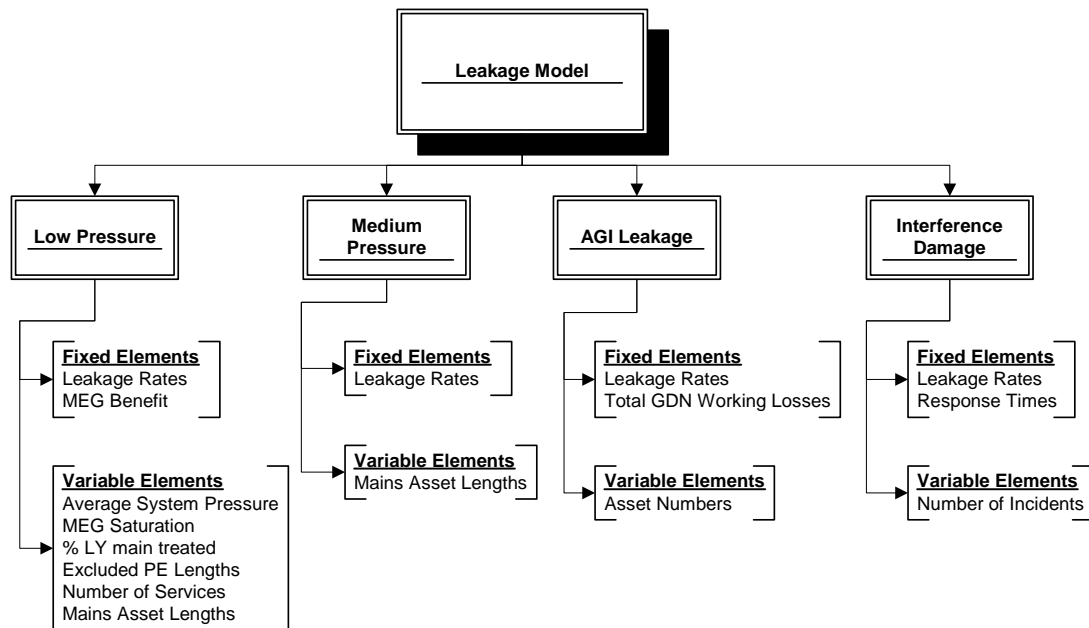 Leakage Model
Low Pressure
Medium
Pressure
AGI Leakage
Interference
Damage
Fixed Elements
Leakage Rates
MEG Benefit
Variable Elements
Average System Pressure
MEG Saturation
% LY main treated
Excluded PE Lengths
Number of Services
Mains Asset Lengths
Fixed Elements
Leakage Rates
Variable Elements
Mains Asset Lengths
Fixed Elements
Leakage Rates
Total GDN Working Losses
Variable Elements
Asset Numbers
Fixed Elements
Leakage Rates
Response Times
Variable Elements
Number of Incidents